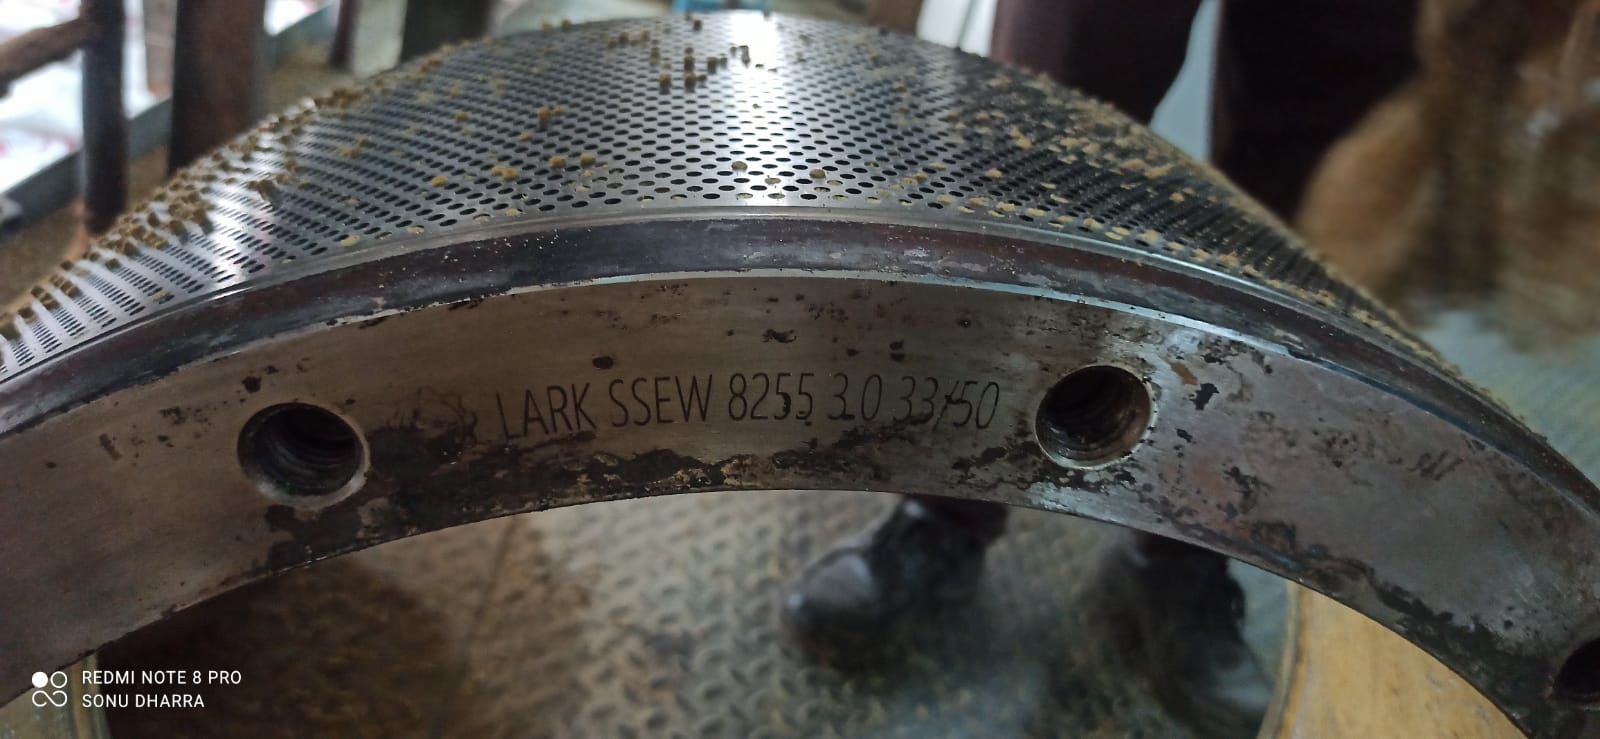 LARK SSEW 8255 3.0 33/50
REDMI NOTE 8 PRO
SONU DHARRA